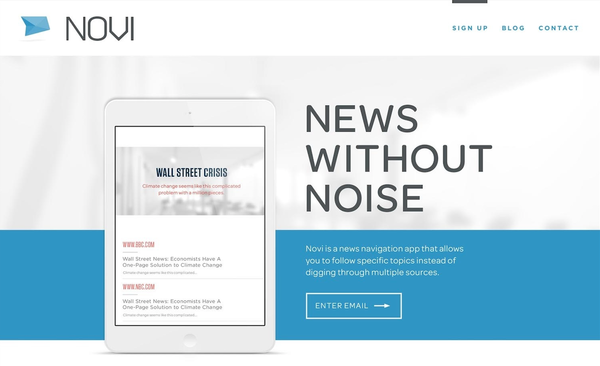 NOVI
SIGN UP BLOG CONTACT
NEWS
WITHOUT
NOISE
WALL STREET CRISIS
Climate change seems like this complicated
problem with a million pieces.
WWW.BBC.COM
Wall Street News: Economists Have A
One-Page Solution to Climate Change
Climate change seems like this complicated...
WWW.NBC.COM
Wall Street News: Economists Have A
One-Page Solution to Climate Change
Climate change seems like this complicated...
Novi is a news navigation app that allows
you to follow specific topics instead of
digging through multiple sources.
ENTER EMAIL